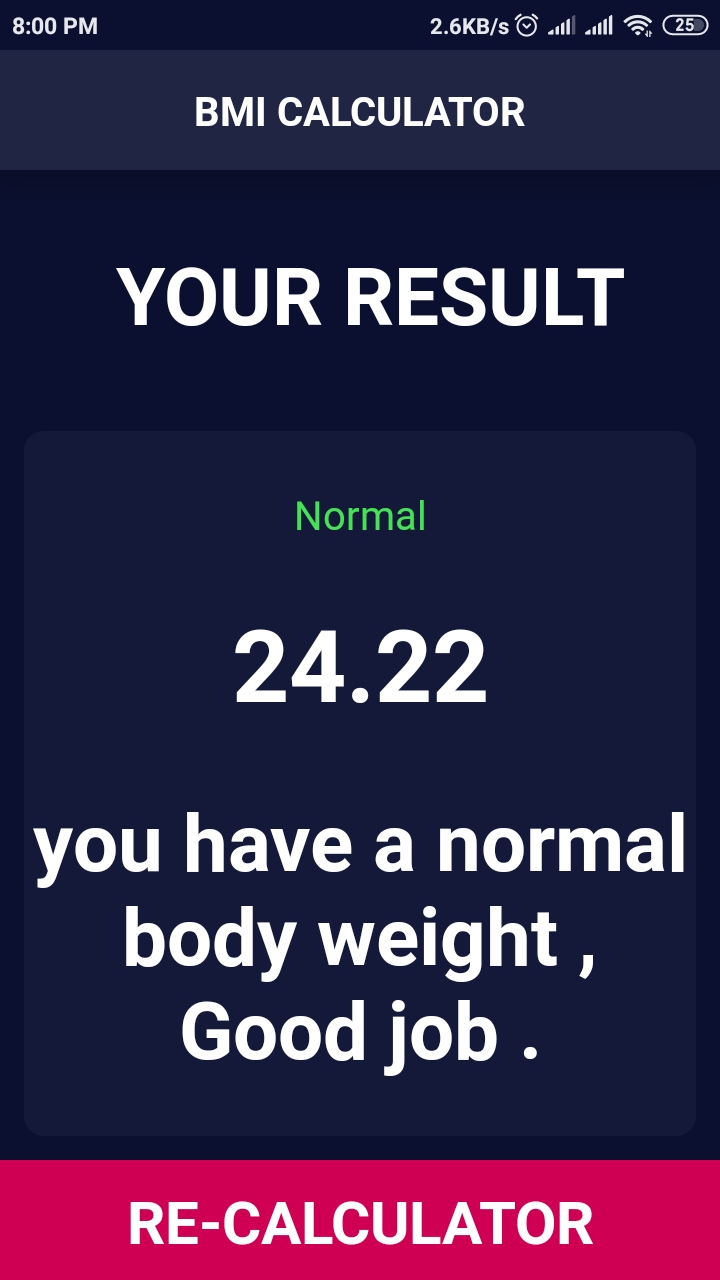 8:00 PM 2.6KB/s 25
BMI CALCULATOR
YOUR RESULT
Normal
24.22
you have a normal
body weight ,
Good job .
RE-CALCULATOR